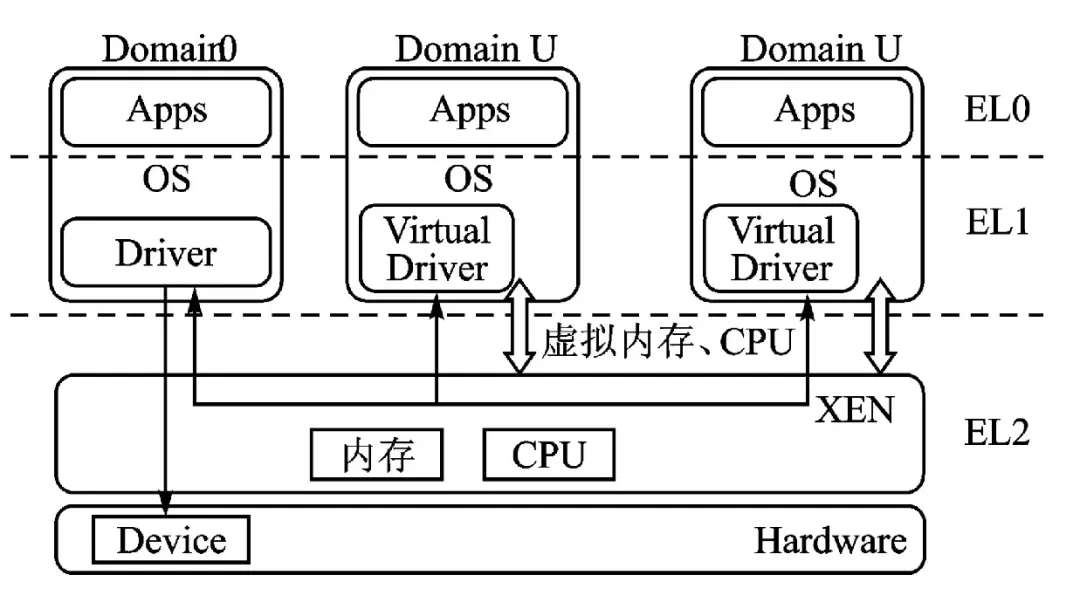 Domain0
Domain U
Domain U
Apps
Apps
Apps
EL0
OS
OS
OS
Driver
Virtual
Driver
Virtual
Driver
EL1
虚拟内存、CPU
XEN
内存
CPU
EL2
Device
Hardware